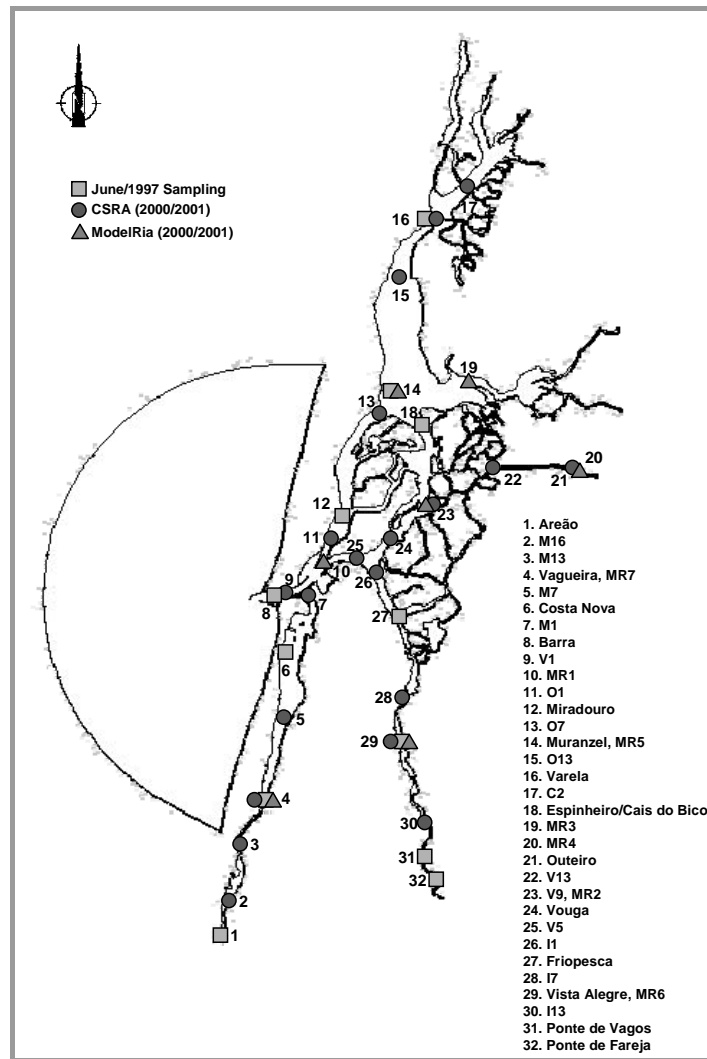 June/1997 Sampling
CSRA (2000/2001)
ModelRia (2000/2001)
17
16
15
19
14
13
18
20
22
21
12
23
11
25
24
10
26
9
8
7
27
6
28
5
29
4
30
3
31
32
2
1
1. Areão
2. M16
3. M13
4. Vagueira, MR7
5. M7
6. Costa Nova
7. M1
8. Barra
9. V1
10. MR1
11. O1
12. Miradouro
13. O7
14. Muranzel, MR5
15. O13
16. Varela
17. C2
18. Espinheiro/Cais do Bico
19. MR3
20. MR4
21. Outeiro
22. V13
23. V9, MR2
24. Vouga
25. V5
26. I1
27. Friopesca
28. I7
29. Vista Alegre, MR6
30. I13
31. Ponte de Vagos
32. Ponte de Fareja